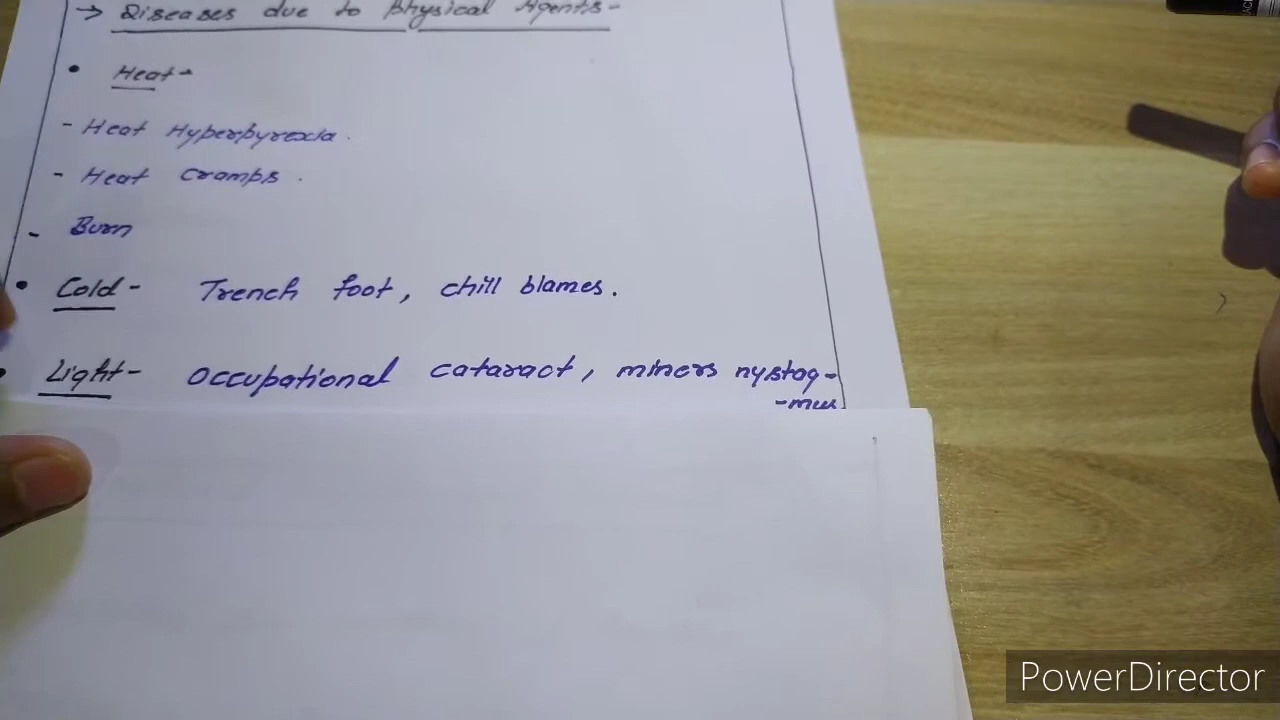 → Diseases due to Physical Agents-
• Heat-
- Heat Hyperpyrexia.
- Heat Cramps.
- Burn
• Cold- Trench foot, chill blames.
• Light- Occupational cataract, miners nystag-
-mus
PowerDirector